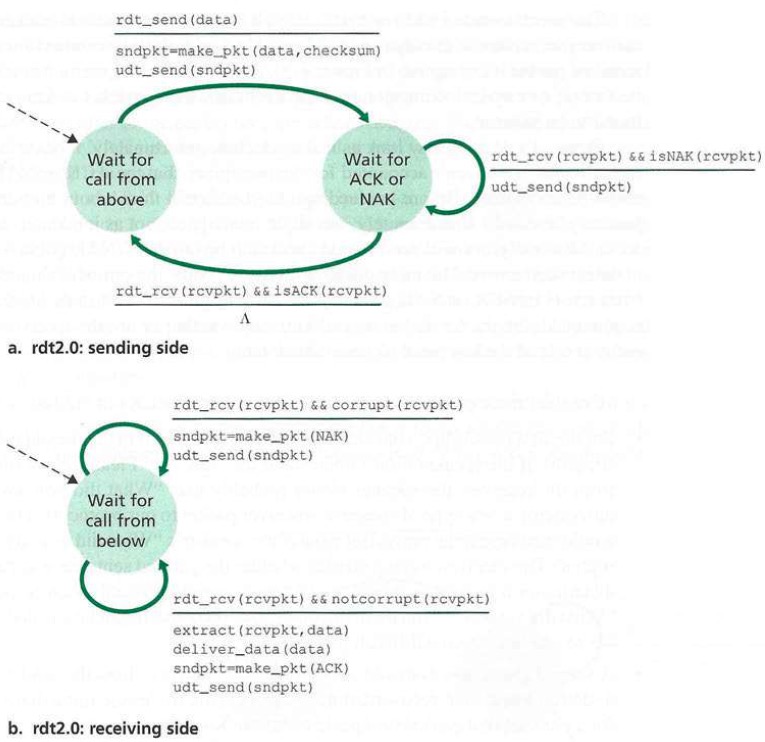 rdt_send(data)
sndpkt=make_pkt(data,checksum)
udt_send(sndpkt)
Wait for
call from
above
Wait for
ACK or
NAK
rdt_rcv(rcvpkt) && isNAK(rcvpkt)
udt_send(sndpkt)
rdt_rcv(rcvpkt) && isACK(rcvpkt)
Λ
a. rdt2.0: sending side
rdt_rcv(rcvpkt) && corrupt(rcvpkt)
sndpkt=make_pkt(NAK)
udt_send(sndpkt)
Wait for
call from
below
rdt_rcv(rcvpkt) && notcorrupt(rcvpkt)
extract(rcvpkt,data)
deliver_data(data)
sndpkt=make_pkt(ACK)
udt_send(sndpkt)
b. rdt2.0: receiving side